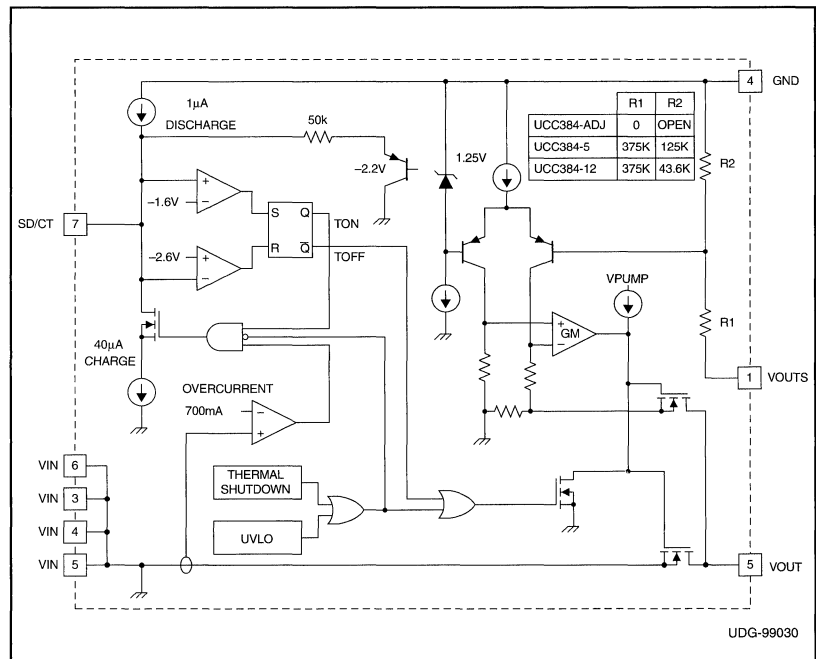 4 GND
1μA
DISCHARGE
50k
–2.2V
1.25V
R1 R2
UCC384-ADJ 0 OPEN
UCC384-5 375K 125K
UCC384-12 375K 43.6K
R2
–1.6V
+
–
S Q TON
R Q TOFF
SD/CT 7
–2.6V
+
–
VPUMP
GM
+
–
R1
40μA
CHARGE
1 VOUTS
OVERCURRENT
700mA
–
+
VIN 6
VIN 3
VIN 4
VIN 5
THERMAL
SHUTDOWN
UVLO
5 VOUT
UDG-99030